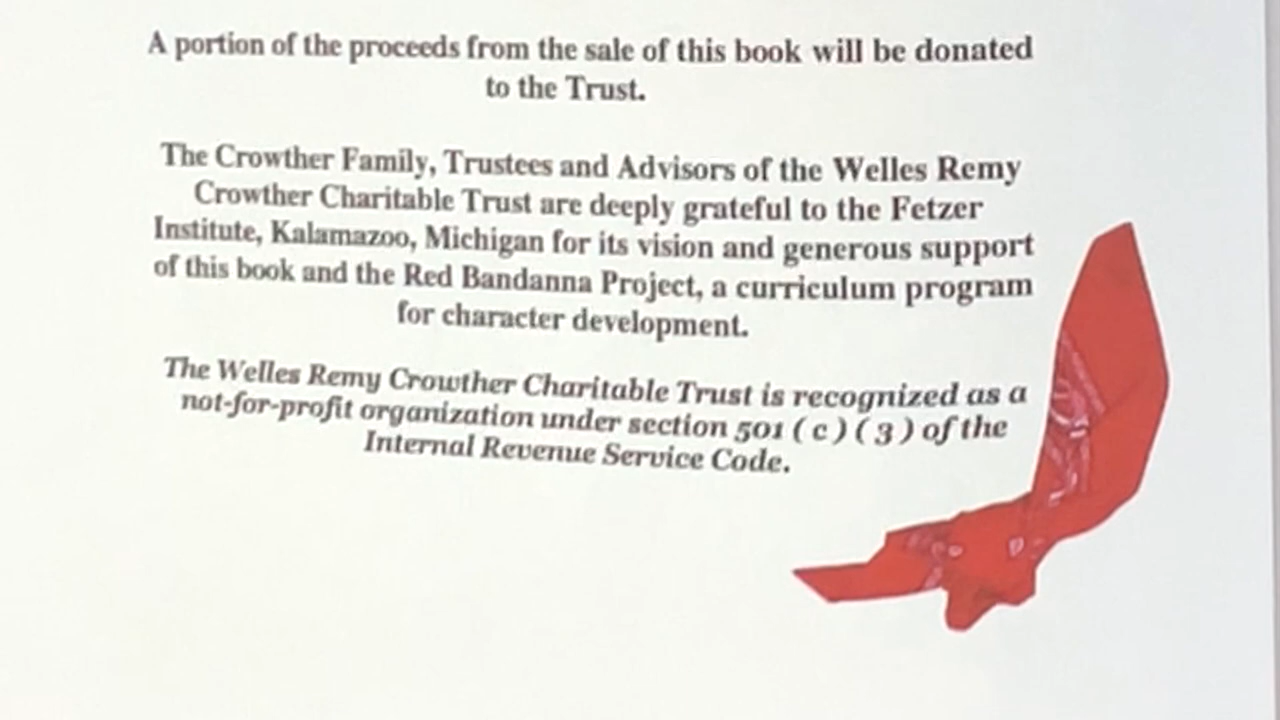 A portion of the proceeds from the sale of this book will be donated
to the Trust.
The Crowther Family, Trustees and Advisors of the Welles Remy
Crowther Charitable Trust are deeply grateful to the Fetzer
Institute, Kalamazoo, Michigan for its vision and generous support
of this book and the Red Bandanna Project, a curriculum program
for character development.
The Welles Remy Crowther Charitable Trust is recognized as a
not-for-profit organization under section 501 ( c ) ( 3 ) of the
Internal Revenue Service Code.